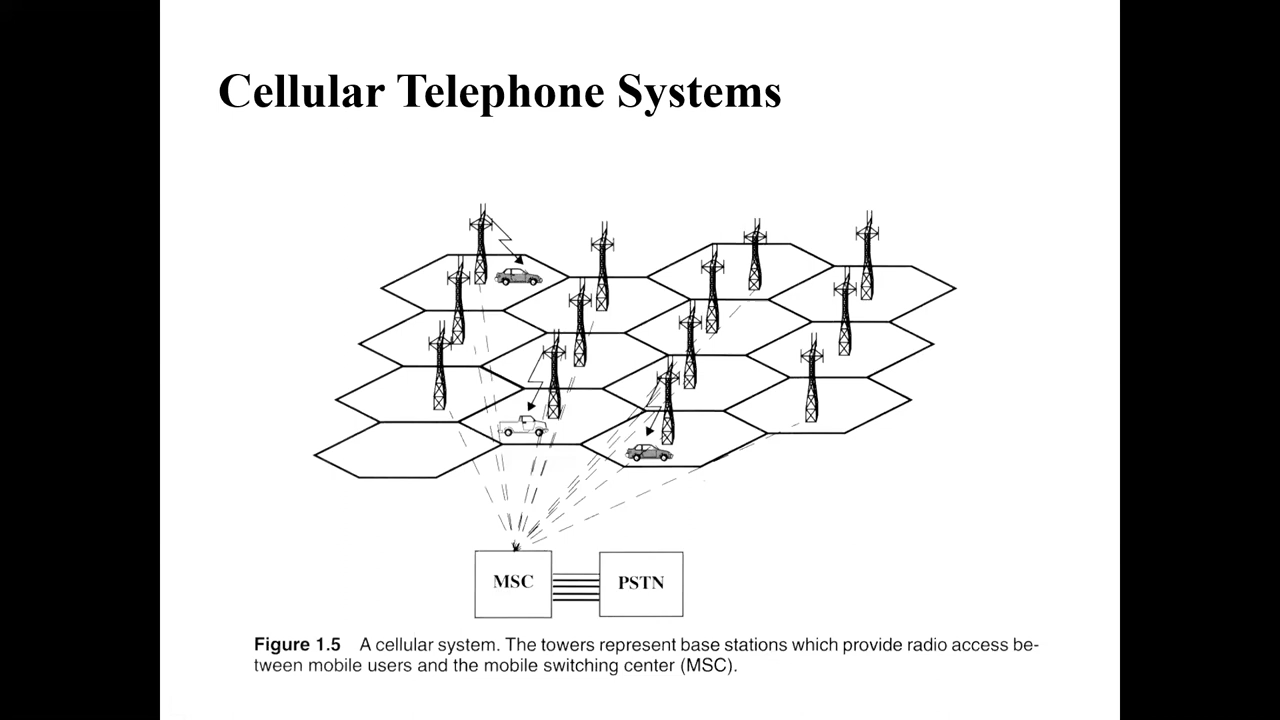 Cellular Telephone Systems
MSC
PSTN
Figure 1.5 A cellular system. The towers represent base stations which provide radio access be-
tween mobile users and the mobile switching center (MSC).